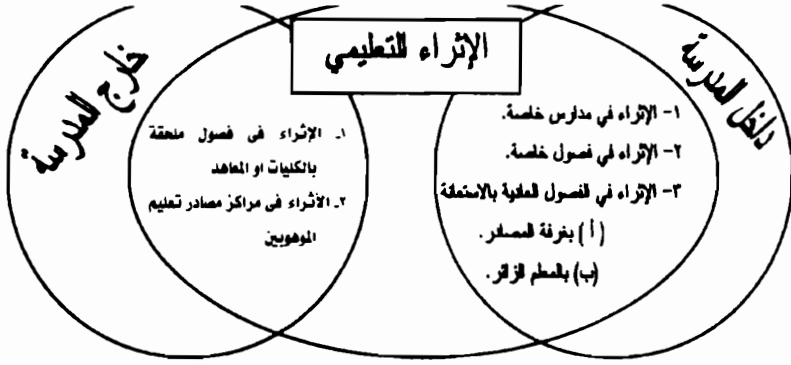 الإثراء التعليمي
داخل المدرسة
١- الإثراء في مدارس خاصة.
٢- الإثراء في فصول خاصة.
٣- الإثراء في الفصول العادية بالاستعانة
(أ) بغرفة المصادر.
(ب) بالمعلم الزائر.
خارج المدرسة
١- الإثراء فى فصول ملحقة
بالكليات او المعاهد
٢- الأثراء فى مراكز مصادر تعليم
الموهوبين